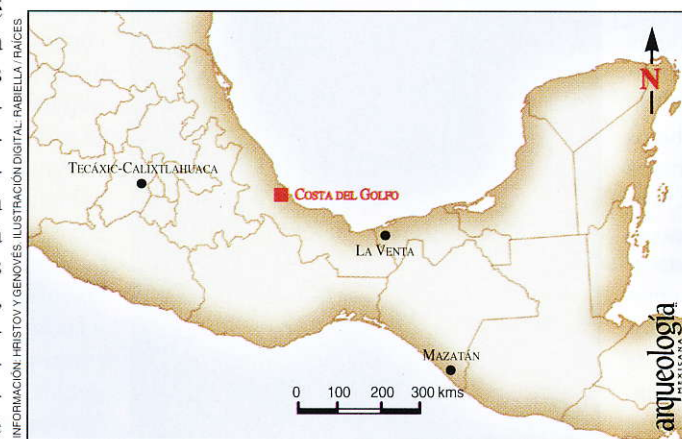 INFORMACIÓN: HRISTOV Y GENOVÉS. ILUSTRACIÓN DIGITAL: RABIELLA / RAÍCES
N
TECÁXIC-CALIXTLAHUACA
COSTA DEL GOLFO
LA VENTA
MAZATÁN
0 100 200 300 kms
arqueología
MEXICANA